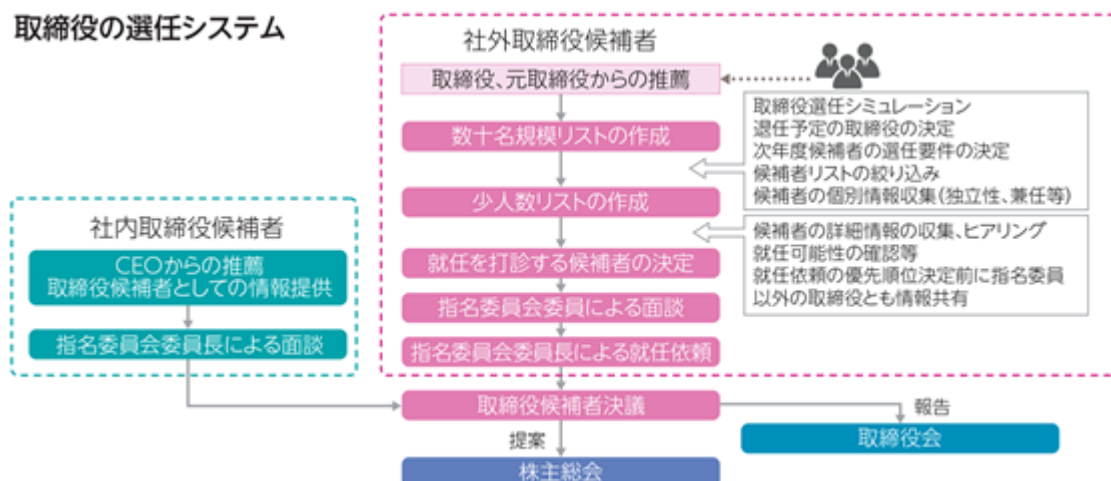 取締役の選任システム
社外取締役候補者
取締役、元取締役からの推薦
数十名規模リストの作成
取締役選任シミュレーション
退任予定の取締役の決定
次年度候補者の選任要件の決定
候補者リストの絞り込み
候補者の個別情報収集(独立性、兼任等)
少人数リストの作成
候補者の詳細情報の収集、ヒアリング
就任可能性の確認等
就任依頼の優先順位決定前に指名委員
以外の取締役とも情報共有
就任を打診する候補者の決定
指名委員会委員による面談
指名委員会委員長による就任依頼
社内取締役候補者
CEOからの推薦
取締役候補者としての情報提供
指名委員会委員長による面談
取締役候補者決議
報告
取締役会
提案
株主総会